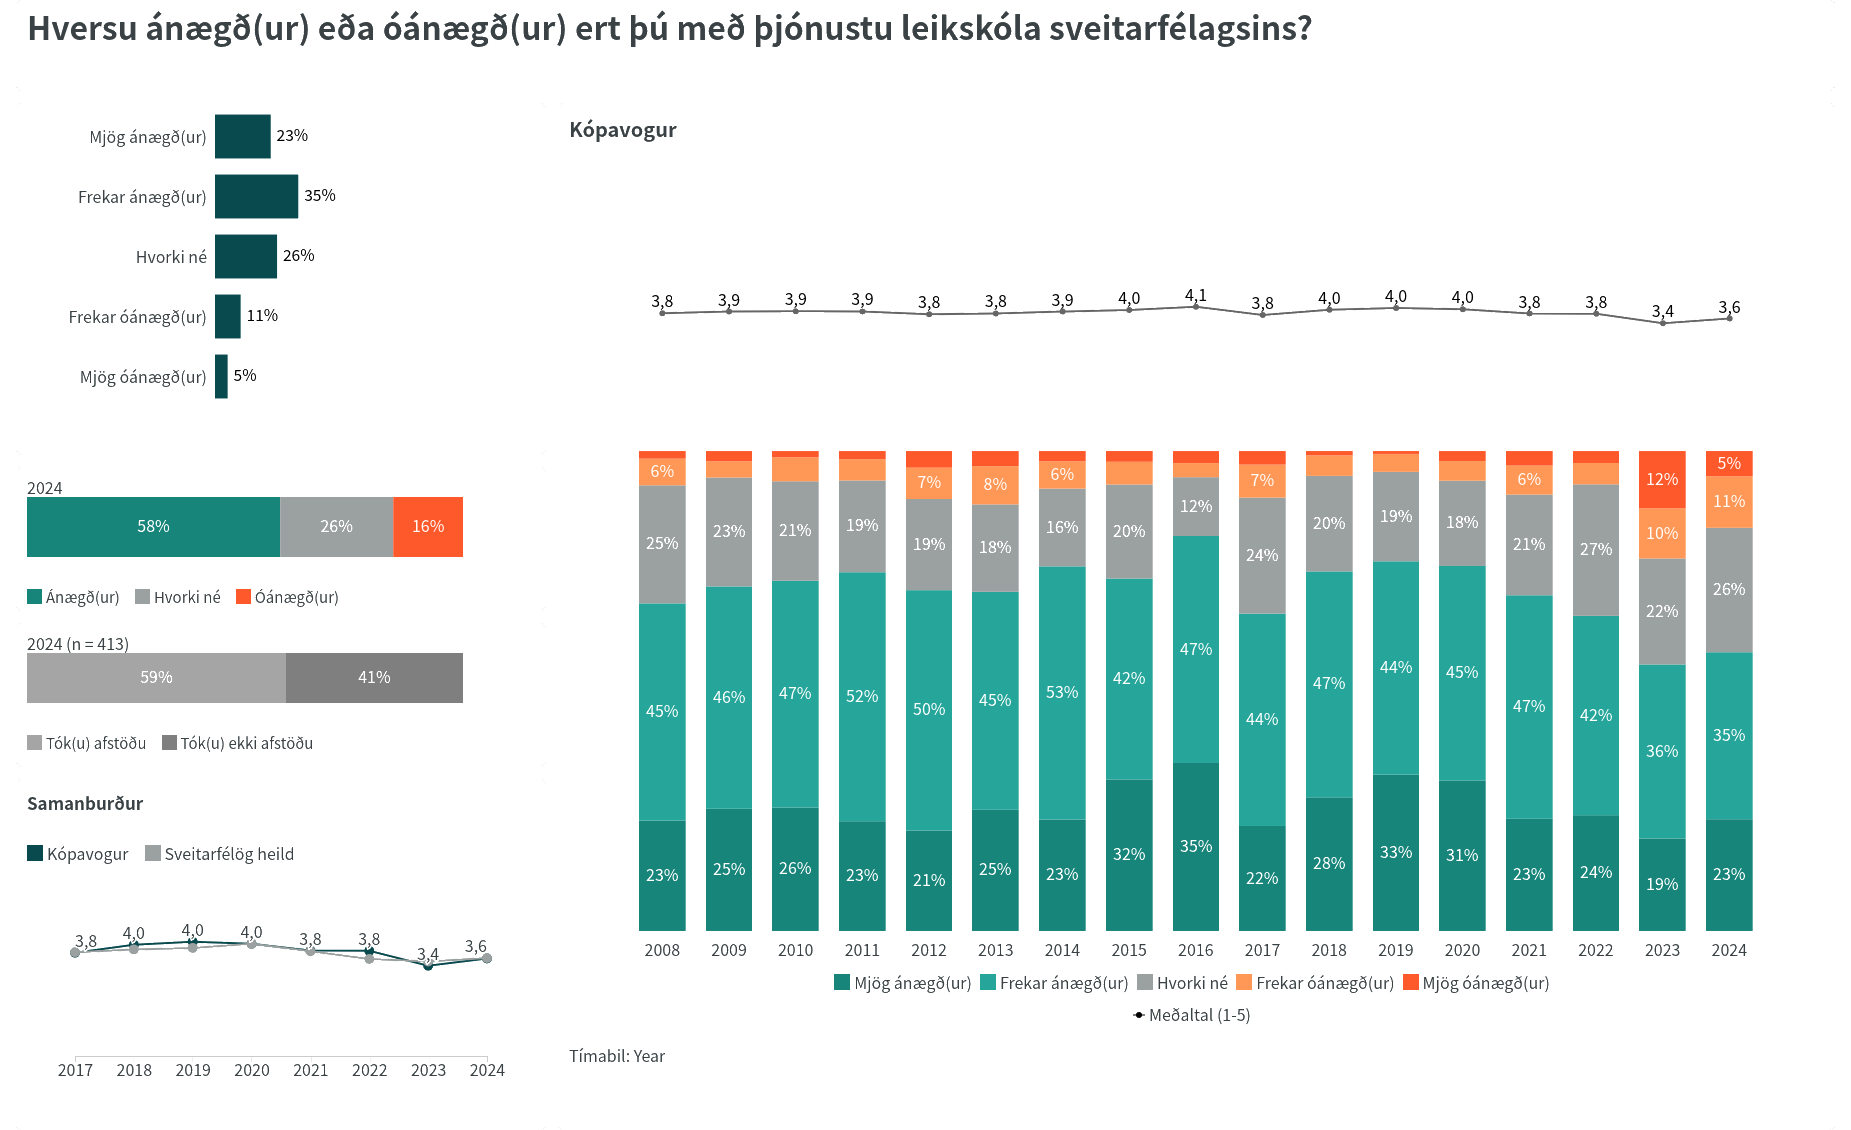 Hversu ánægð(ur) eða óánægð(ur) ert þú með þjónustu leikskóla sveitarfélagsins?
Mjög ánægð(ur) 23%
Frekar ánægð(ur) 35%
Hvorki né 26%
Frekar óánægð(ur) 11%
Mjög óánægð(ur) 5%
2024
58% 26% 16%
Ánægð(ur) Hvorki né Óánægð(ur)
2024 (n = 413)
59% 41%
Tók(u) afstöðu Tók(u) ekki afstöðu
Samanburður
Kópavogur Sveitarfélög heild
3,8 4,0 4,0 4,0 3,8 3,8 3,4 3,6
2017 2018 2019 2020 2021 2022 2023 2024
Kópavogur
3,8 3,9 3,9 3,9 3,8 3,8 3,9 4,0 4,1 3,8 4,0 4,0 4,0 3,8 3,8 3,4 3,6
6% 7% 8% 6% 7% 6% 12% 5%
10% 11%
25% 23% 21% 19% 19% 18% 16% 20% 12% 24% 20% 19% 18% 21% 27% 22% 26%
45% 46% 47% 52% 50% 45% 53% 42% 47% 44% 47% 44% 45% 47% 42% 36% 35%
23% 25% 26% 23% 21% 25% 23% 32% 35% 22% 28% 33% 31% 23% 24% 19% 23%
2008 2009 2010 2011 2012 2013 2014 2015 2016 2017 2018 2019 2020 2021 2022 2023 2024
Mjög ánægð(ur) Frekar ánægð(ur) Hvorki né Frekar óánægð(ur) Mjög óánægð(ur)
Meðaltal (1-5)
Tímabil: Year